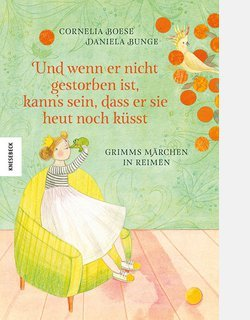 CORNELIA BOESE
DANIELA BUNGE
Und wenn er nicht
gestorben ist,
kann's sein, dass er sie
heut noch küsst
GRIMMS MÄRCHEN
IN REIMEN
KNESEBECK